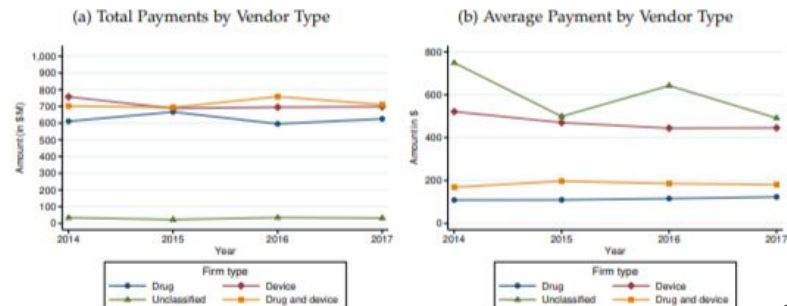 (a) Total Payments by Vendor Type
Amount (in $M)
1,000
900
800
700
600
500
400
300
200
100
0
2014 2015 2016 2017
Year
Firm type
Drug Device
Unclassified Drug and device
(b) Average Payment by Vendor Type
Amount in $
800
600
400
200
0
2014 2015 2016 2017
Year
Firm type
Drug Device
Unclassified Drug and device